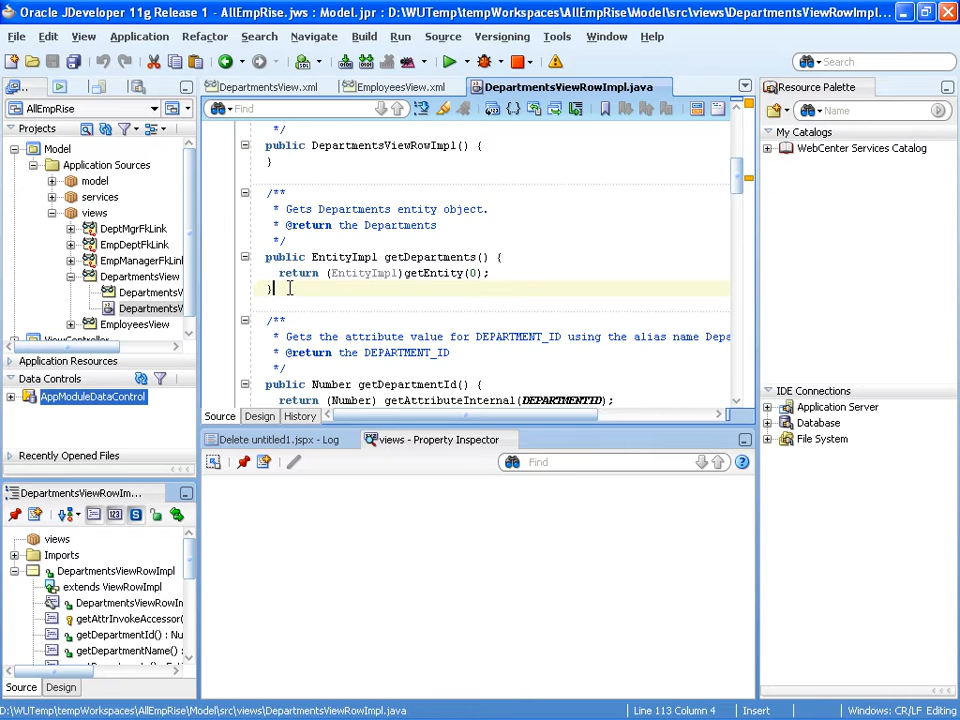 Oracle JDeveloper 11g Release 1 - AllEmpRise.jws : Model.jpr : D:\WUTemp\tempWorkspaces\AllEmpRise\Model\src\views\DepartmentsViewRowImpl....
File Edit View Application Refactor Search Navigate Build Run Source Versioning Tools Window Help
Search
DepartmentsView.xml EmployeesView.xml DepartmentsViewRowImpl.java Resource Palette
AllEmpRise Find Name
Projects
My Catalogs
WebCenter Services Catalog
Model
Application Sources
model
services
views
DeptMgrFkLink
EmpDeptFkLink
EmpManagerFkLink
DepartmentsView
DepartmentsV
DepartmentsV
EmployeesView
Application Resources
Data Controls
AppModuleDataControl
Recently Opened Files
*/
public DepartmentsViewRowImpl() {
}
/**
* Gets Departments entity object.
* @return the Departments
*/
public EntityImpl getDepartments() {
return (EntityImpl)getEntity(0);
}
/**
* Gets the attribute value for DEPARTMENT_ID using the alias name Depa
* @return the DEPARTMENT_ID
*/
public Number getDepartmentId() {
return (Number) getAttributeInternal(DEPARTMENTID);
Source Design History
IDE Connections
Application Server
Database
File System
Delete untitled1.jspx - Log views - Property Inspector
Find
DepartmentsViewRowIm...
views
Imports
DepartmentsViewRowImpl
extends ViewRowImpl
DepartmentsViewRowIm
getAttrInvokeAccessor(
getDepartmentId() : Nu
getDepartmentName() :
Source Design
D:\WUTemp\tempWorkspaces\AllEmpRise\Model\src\views\DepartmentsViewRowImpl.java Line 113 Column 4 Insert Windows: CR/LF Editing